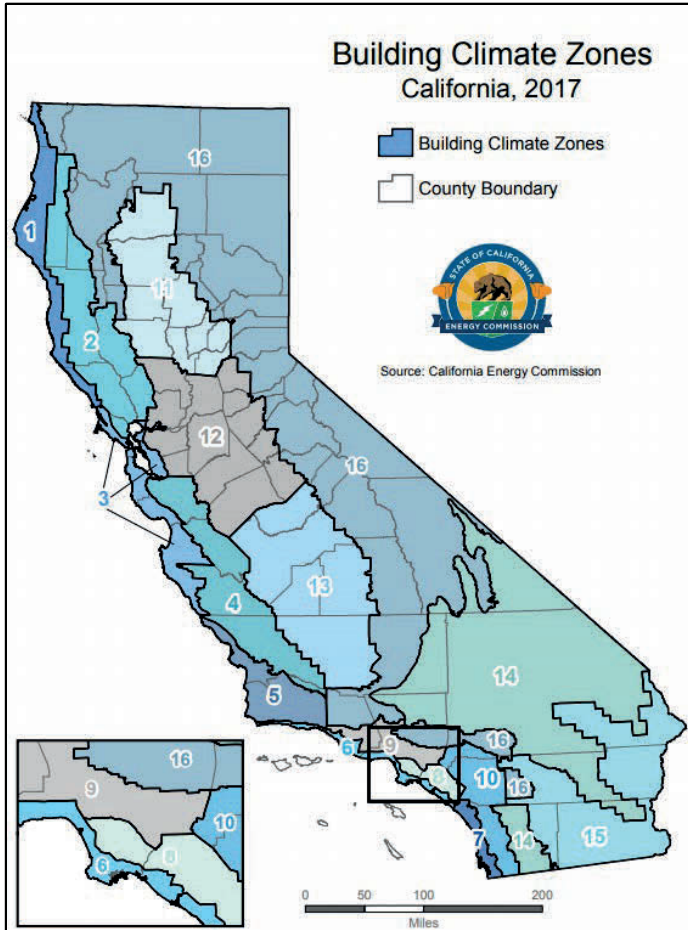 Building Climate Zones
California, 2017
Building Climate Zones
County Boundary
STATE OF CALIFORNIA
ENERGY COMMISSION
Source: California Energy Commission
16
1
11
2
12
16
3
13
4
14
5
6
9
16
8
10
16
7
14
15
16
9
10
6
8
0 50 100 200
Miles